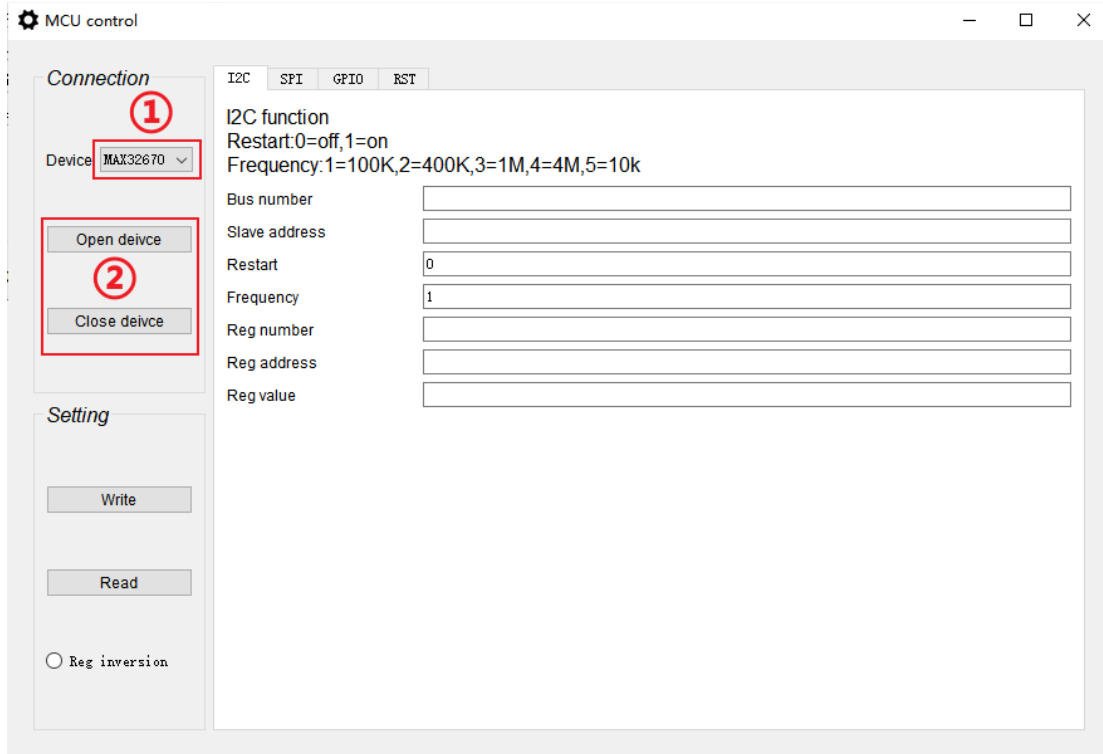 MCU control
Connection
①
Device MAX32670
Open deivce
②
Close deivce
Setting
Write
Read
Reg inversion
I2C SPI GPIO RST
I2C function
Restart:0=off,1=on
Frequency:1=100K,2=400K,3=1M,4=4M,5=10k
Bus number
Slave address
Restart 0
Frequency 1
Reg number
Reg address
Reg value